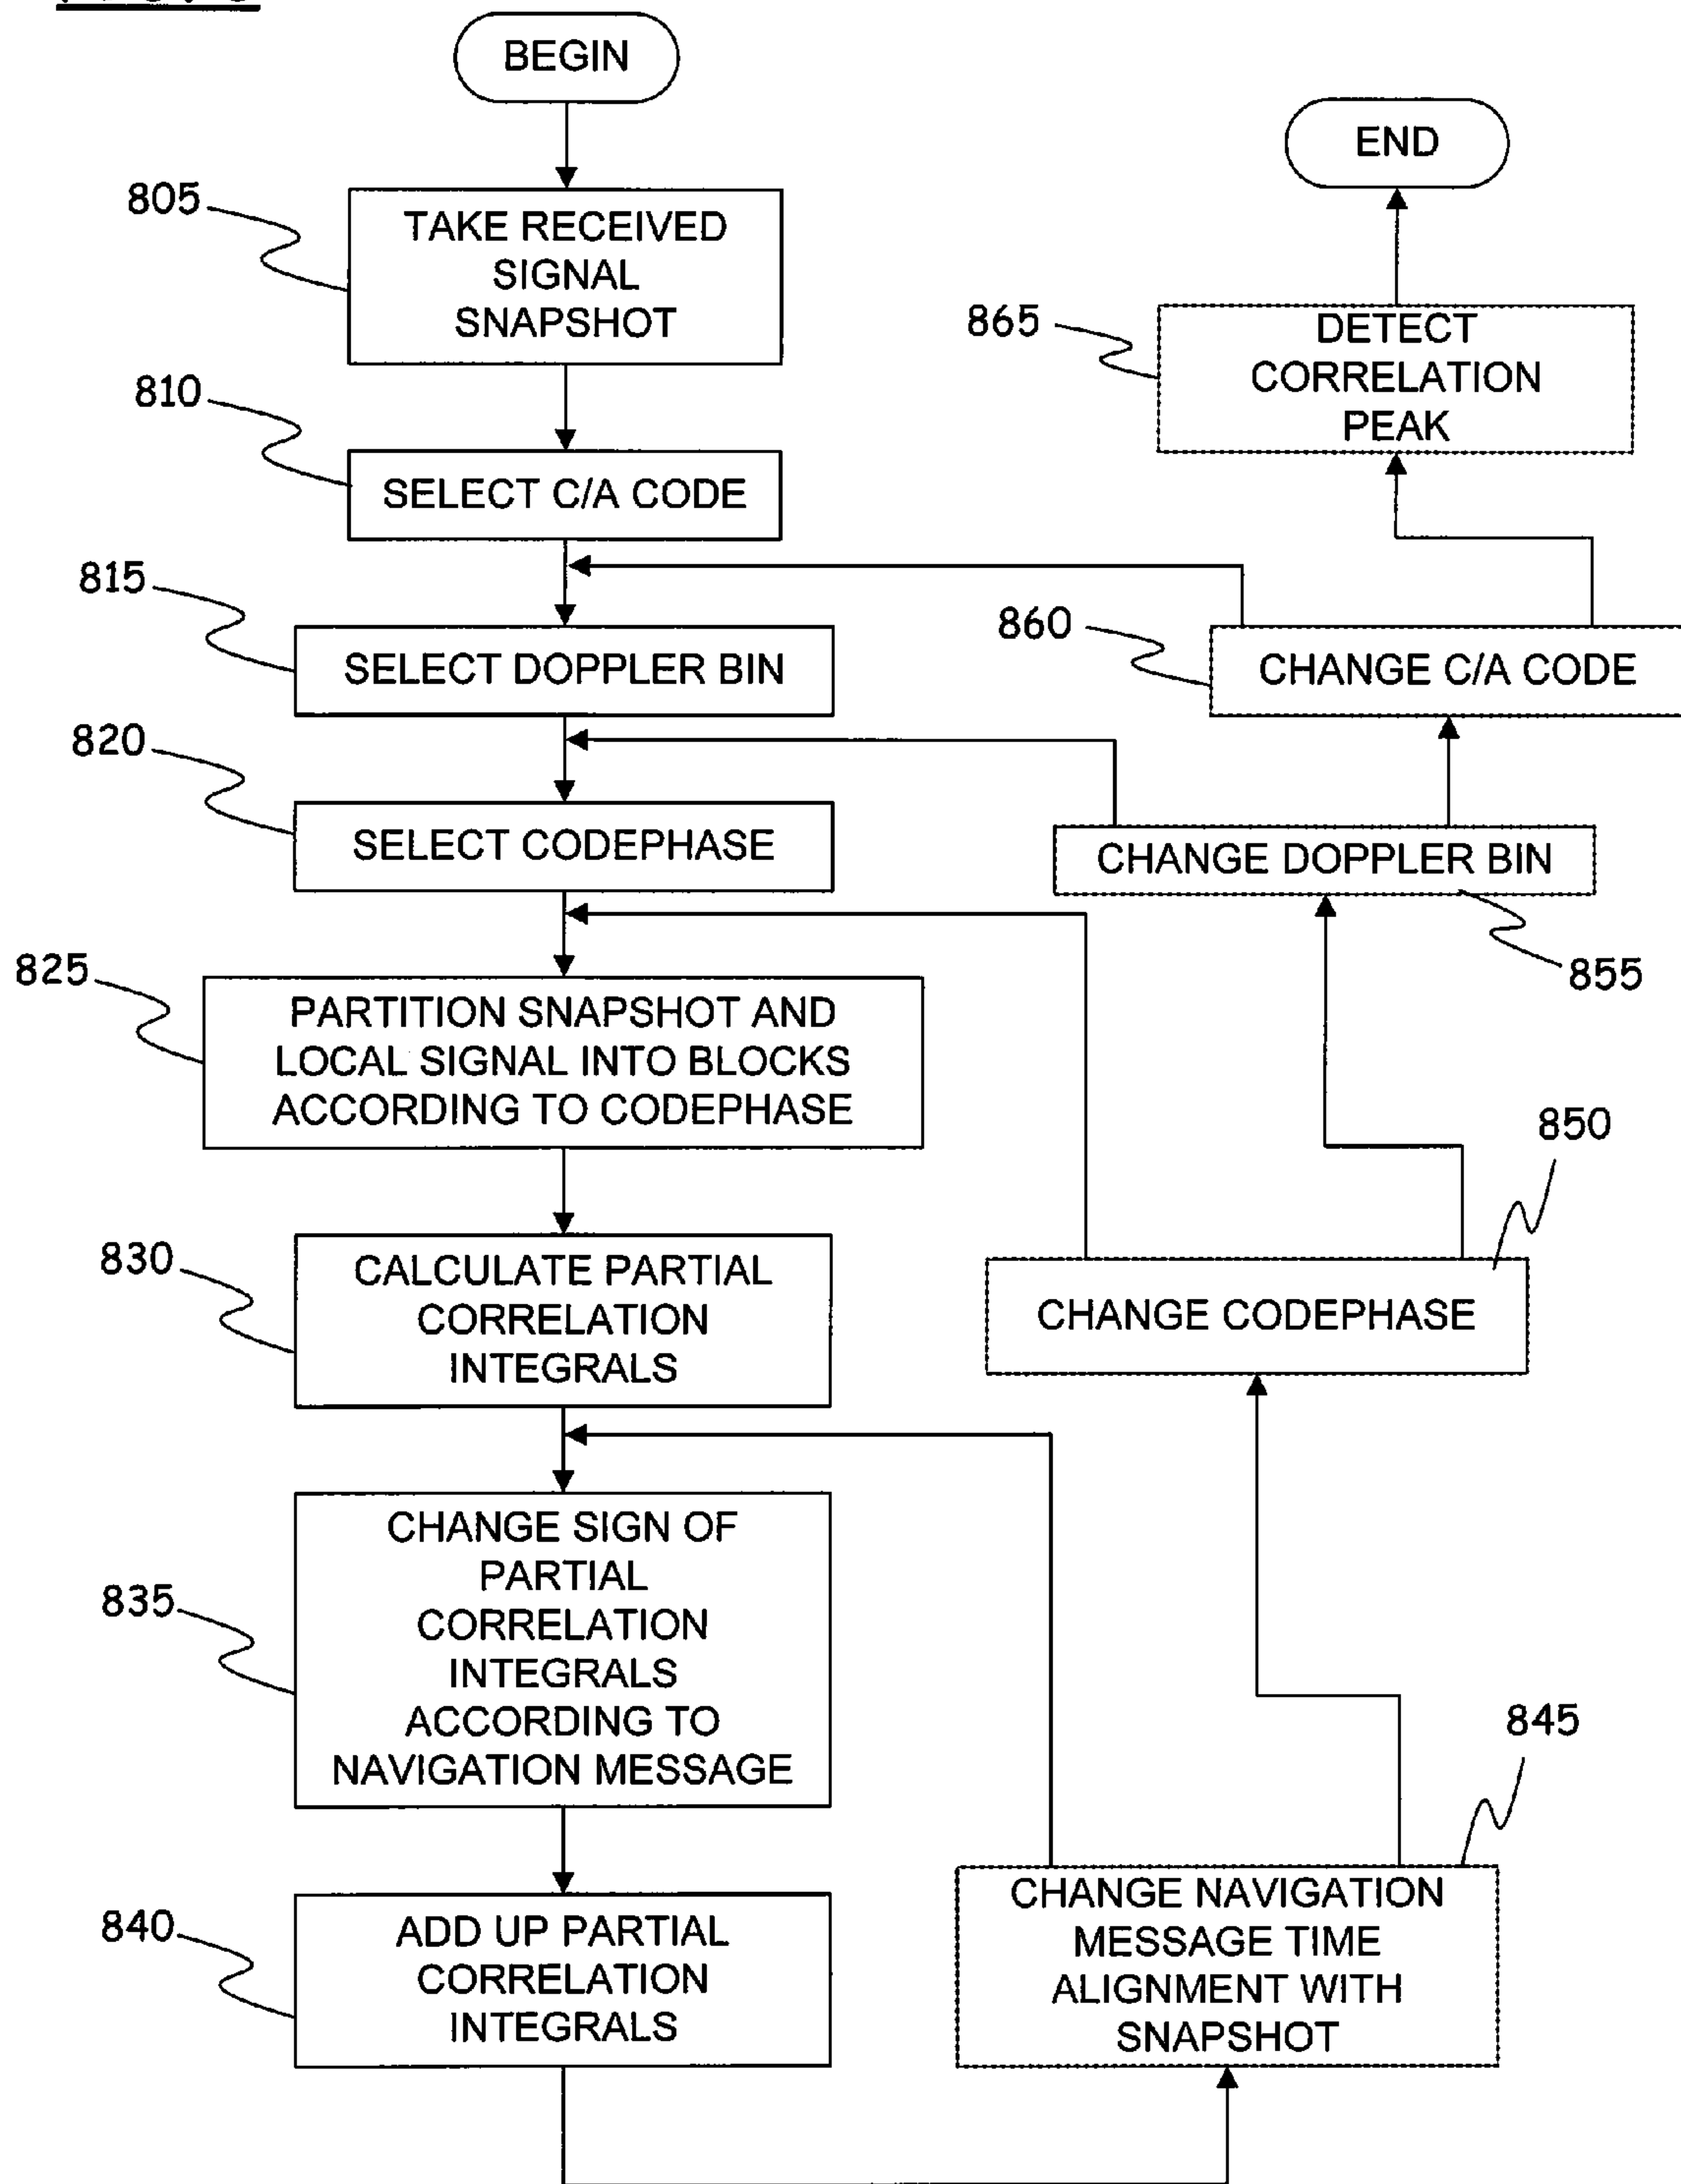 BEGIN
805
TAKE RECEIVED
SIGNAL
SNAPSHOT
810
SELECT C/A CODE
815
SELECT DOPPLER BIN
820
SELECT CODEPHASE
825
PARTITION SNAPSHOT AND
LOCAL SIGNAL INTO BLOCKS
ACCORDING TO CODEPHASE
830
CALCULATE PARTIAL
CORRELATION
INTEGRALS
835
CHANGE SIGN OF
PARTIAL
CORRELATION
INTEGRALS
ACCORDING TO
NAVIGATION MESSAGE
840
ADD UP PARTIAL
CORRELATION
INTEGRALS
END
865
DETECT
CORRELATION
PEAK
860
CHANGE C/A CODE
CHANGE DOPPLER BIN
855
850
CHANGE CODEPHASE
845
CHANGE NAVIGATION
MESSAGE TIME
ALIGNMENT WITH
SNAPSHOT